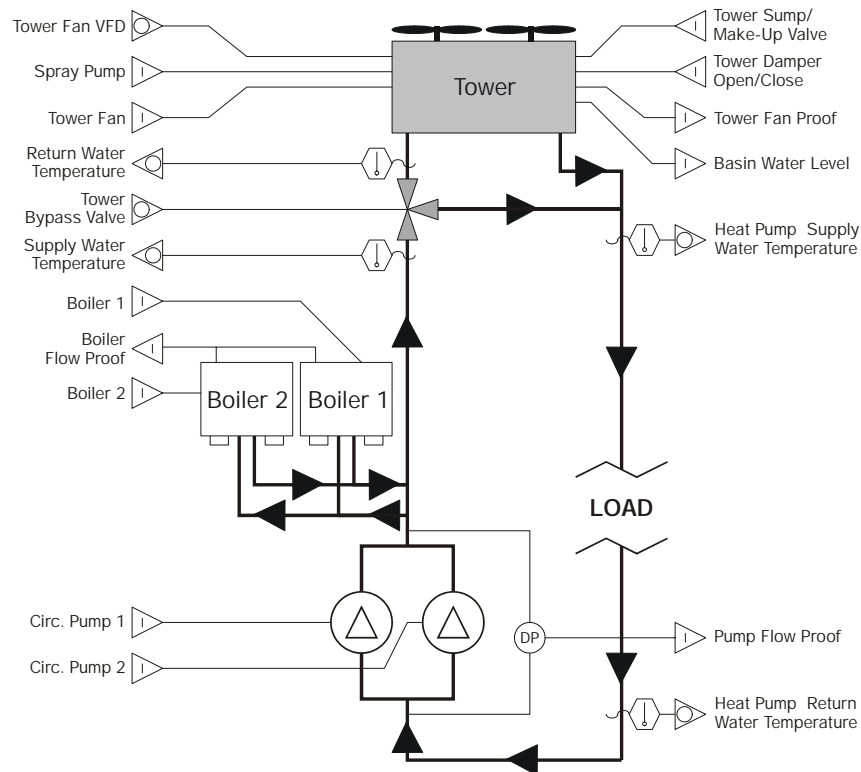 Tower Fan VFD
Spray Pump
Tower Fan
Return Water
Temperature
Tower
Bypass Valve
Supply Water
Temperature
Boiler 1
Boiler
Flow Proof
Boiler 2
Tower
Tower Sump/
Make-Up Valve
Tower Damper
Open/Close
Tower Fan Proof
Basin Water Level
Heat Pump Supply
Water Temperature
Boiler 2
Boiler 1
LOAD
Circ. Pump 1
Circ. Pump 2
DP
Pump Flow Proof
Heat Pump Return
Water Temperature